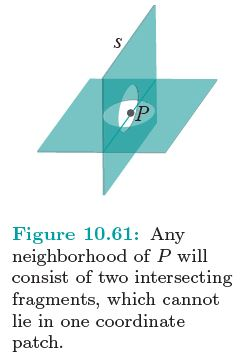 s
P
Figure 10.61: Any
neighborhood of P will
consist of two intersecting
fragments, which cannot
lie in one coordinate
patch.